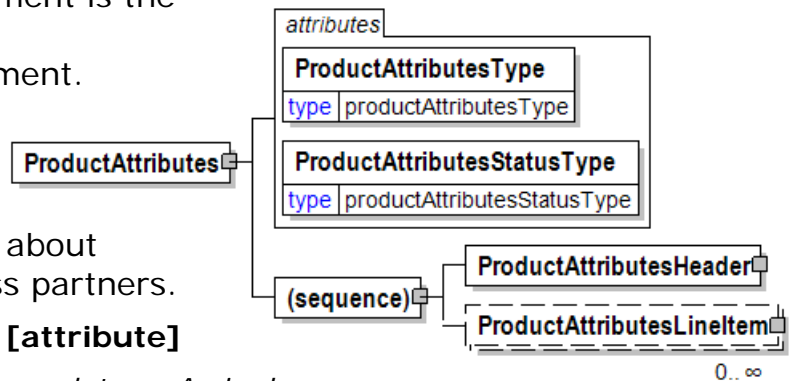 ment is the
attributes
ProductAttributesType
ment.
type productAttributesType
ProductAttributes
ProductAttributesStatusType
type productAttributesStatusType
about
ss partners.
(sequence)
ProductAttributesHeader
ProductAttributesLineItem
[attribute]
0..∞